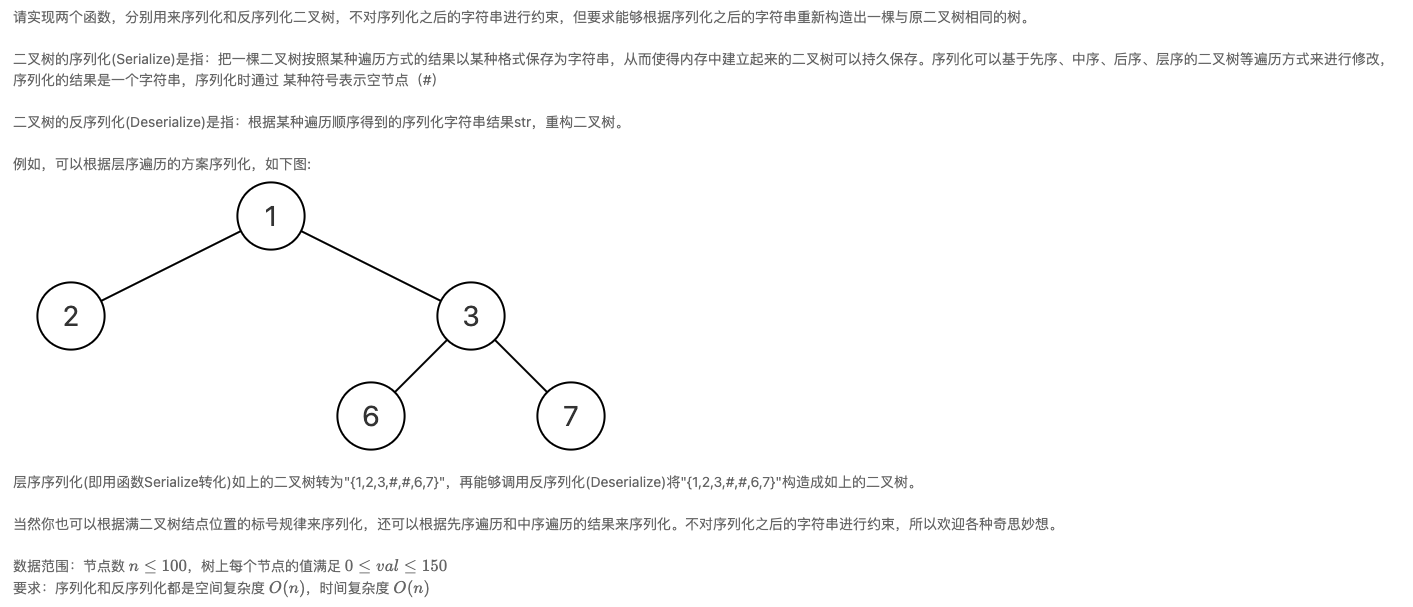 请实现两个函数，分别用来序列化和反序列化二叉树，不对序列化之后的字符串进行约束，但要求能够根据序列化之后的字符串重新构造出一棵与原二叉树相同的树。
二叉树的序列化(Serialize)是指：把一棵二叉树按照某种遍历方式的结果以某种格式保存为字符串，从而使得内存中建立起来的二叉树可以持久保存。序列化可以基于先序、中序、后序、层序的二叉树等遍历方式来进行修改，
序列化的结果是一个字符串，序列化时通过 某种符号表示空节点（#）
二叉树的反序列化(Deserialize)是指：根据某种遍历顺序得到的序列化字符串结果str，重构二叉树。
例如，可以根据层序遍历的方案序列化，如下图:
1
2
3
6
7
层序序列化(即用函数Serialize转化)如上的二叉树转为"{1,2,3,#,#,6,7}"，再能够调用反序列化(Deserialize)将"{1,2,3,#,#,6,7}"构造成如上的二叉树。
当然你也可以根据满二叉树结点位置的标号规律来序列化，还可以根据先序遍历和中序遍历的结果来序列化。不对序列化之后的字符串进行约束，所以欢迎各种奇思妙想。
数据范围：节点数 n ≤ 100，树上每个节点的值满足 0 ≤ val ≤ 150
要求：序列化和反序列化都是空间复杂度 O(n)，时间复杂度 O(n)